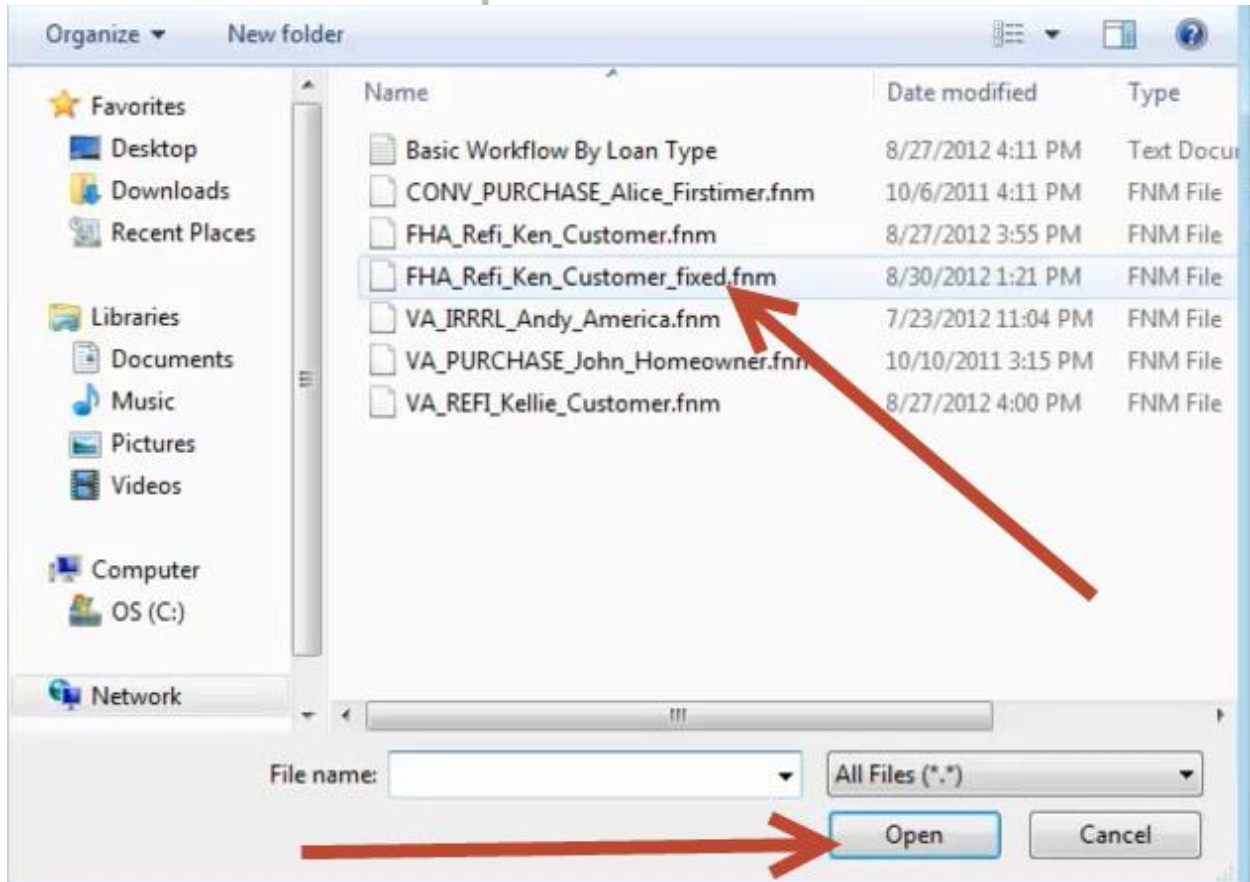 Organize New folder
Favorites
Desktop
Downloads
Recent Places
Libraries
Documents
Music
Pictures
Videos
Computer
OS (C:)
Network
Name Date modified Type
Basic Workflow By Loan Type 8/27/2012 4:11 PM Text Docu
CONV_PURCHASE_Alice_Firstimer.fnm 10/6/2011 4:11 PM FNM File
FHA_Refi_Ken_Customer.fnm 8/27/2012 3:55 PM FNM File
FHA_Refi_Ken_Customer_fixed.fnm 8/30/2012 1:21 PM FNM File
VA_IRRRL_Andy_America.fnm 7/23/2012 11:04 PM FNM File
VA_PURCHASE_John_Homeowner.fnm 10/10/2011 3:15 PM FNM File
VA_REFI_Kellie_Customer.fnm 8/27/2012 4:00 PM FNM File
File name: All Files (*.*)
Open Cancel